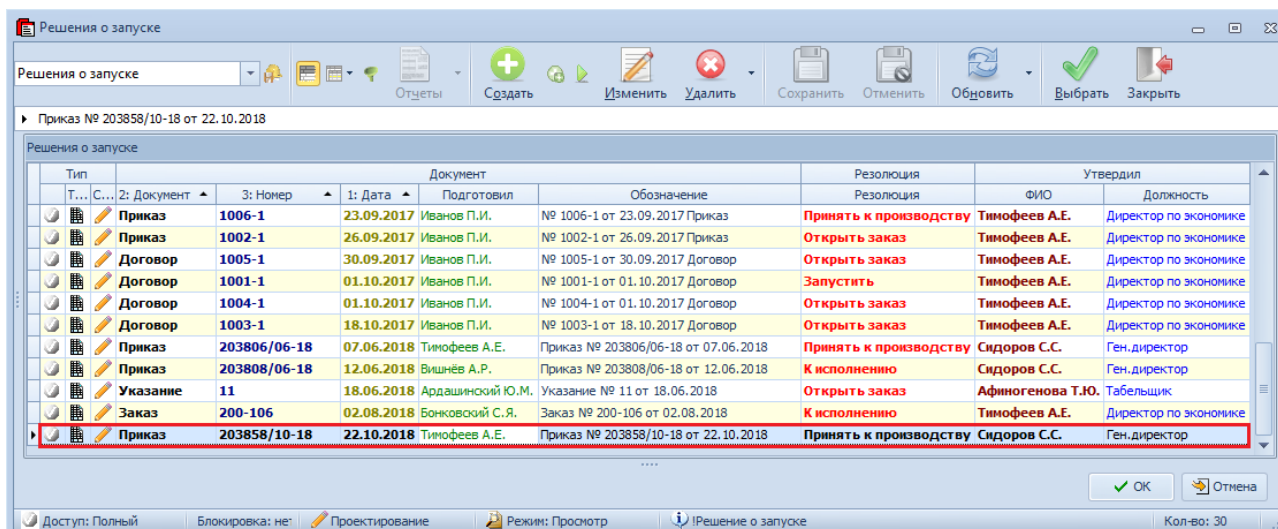 Решения о запуске
Решения о запуске Отчеты Создать Изменить Удалить Сохранить Отменить Обновить Выбрать Закрыть
Приказ № 203858/10-18 от 22.10.2018
Решения о запуске
Тип Документ Резолюция Утвердил
Т... С... 2: Документ 3: Номер 1: Дата Подготовил Обозначение Резолюция ФИО Должность
Приказ 1006-1 23.09.2017 Иванов П.И. № 1006-1 от 23.09.2017 Приказ Принять к производству Тимофеев А.Е. Директор по экономике
Приказ 1002-1 26.09.2017 Иванов П.И. № 1002-1 от 26.09.2017 Приказ Открыть заказ Тимофеев А.Е. Директор по экономике
Договор 1005-1 30.09.2017 Иванов П.И. № 1005-1 от 30.09.2017 Договор Открыть заказ Тимофеев А.Е. Директор по экономике
Договор 1001-1 01.10.2017 Иванов П.И. № 1001-1 от 01.10.2017 Договор Запустить Тимофеев А.Е. Директор по экономике
Договор 1004-1 01.10.2017 Иванов П.И. № 1004-1 от 01.10.2017 Договор Открыть заказ Тимофеев А.Е. Директор по экономике
Договор 1003-1 18.10.2017 Иванов П.И. № 1003-1 от 18.10.2017 Договор Открыть заказ Тимофеев А.Е. Директор по экономике
Приказ 203806/06-18 07.06.2018 Тимофеев А.Е. Приказ № 203806/06-18 от 07.06.2018 Принять к производству Сидоров С.С. Ген.директор
Приказ 203808/06-18 12.06.2018 Вишнёв А.Р. Приказ № 203808/06-18 от 12.06.2018 К исполнению Сидоров С.С. Ген.директор
Указание 11 18.06.2018 Ардашинский Ю.М. Указание № 11 от 18.06.2018 Открыть заказ Афиногенова Т.Ю. Табельщик
Заказ 200-106 02.08.2018 Бонковский С.Я. Заказ № 200-106 от 02.08.2018 К исполнению Тимофеев А.Е. Директор по экономике
Приказ 203858/10-18 22.10.2018 Тимофеев А.Е. Приказ № 203858/10-18 от 22.10.2018 Принять к производству Сидоров С.С. Ген.директор
OK Отмена
Доступ: Полный Блокировка: нет Проектирование Режим: Просмотр !Решение о запуске Кол-во: 30